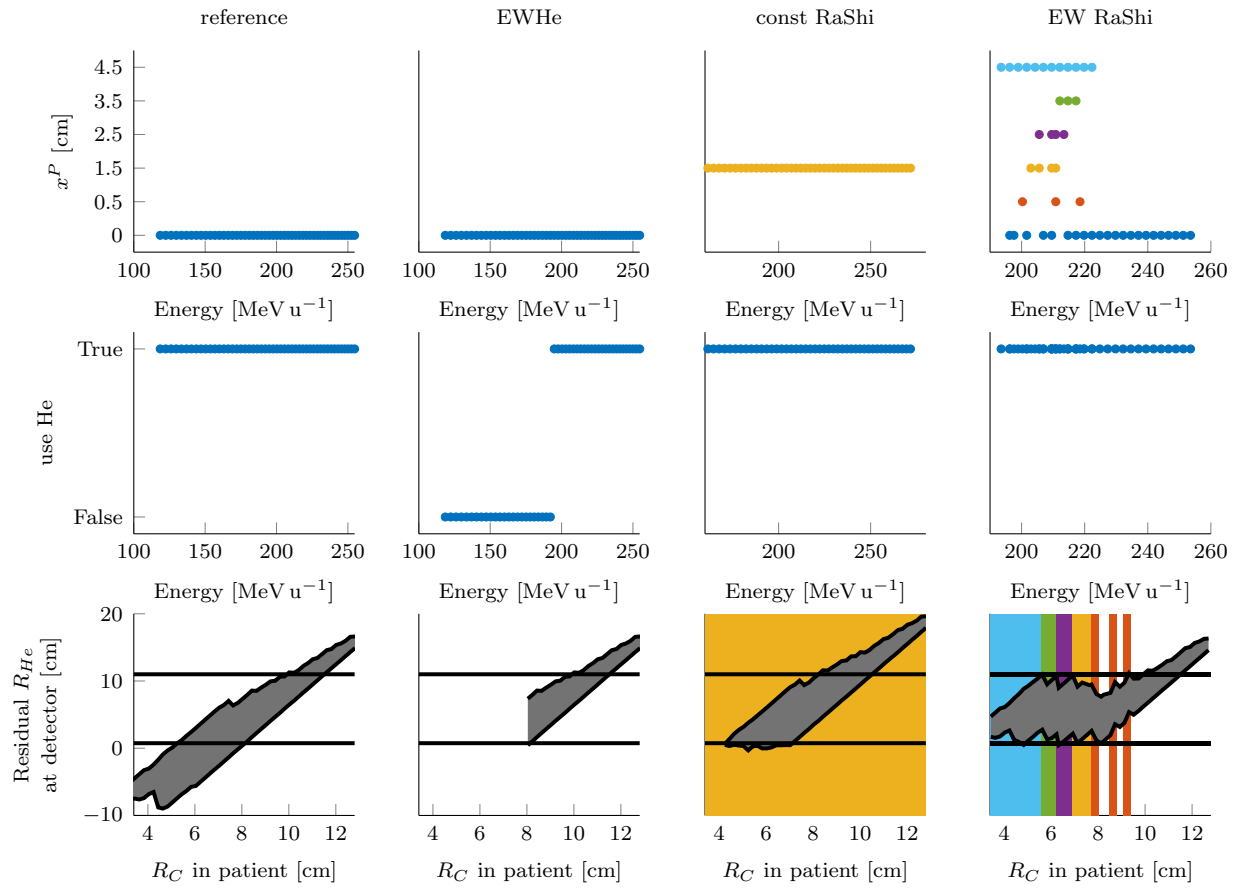 reference EWHe const RaShi EW RaShi
4.5
3.5
2.5
1.5
0.5
0
x^P [cm]
100 150 200 250 100 150 200 250 200 250 200 220 240 260
Energy [MeV u⁻¹] Energy [MeV u⁻¹] Energy [MeV u⁻¹] Energy [MeV u⁻¹]
True
use He
False
100 150 200 250 100 150 200 250 200 250 200 220 240 260
Energy [MeV u⁻¹] Energy [MeV u⁻¹] Energy [MeV u⁻¹] Energy [MeV u⁻¹]
20
10
0
−10
Residual R_He
at detector [cm]
4 6 8 10 12 4 6 8 10 12 4 6 8 10 12 4 6 8 10 12
R_C in patient [cm] R_C in patient [cm] R_C in patient [cm] R_C in patient [cm]